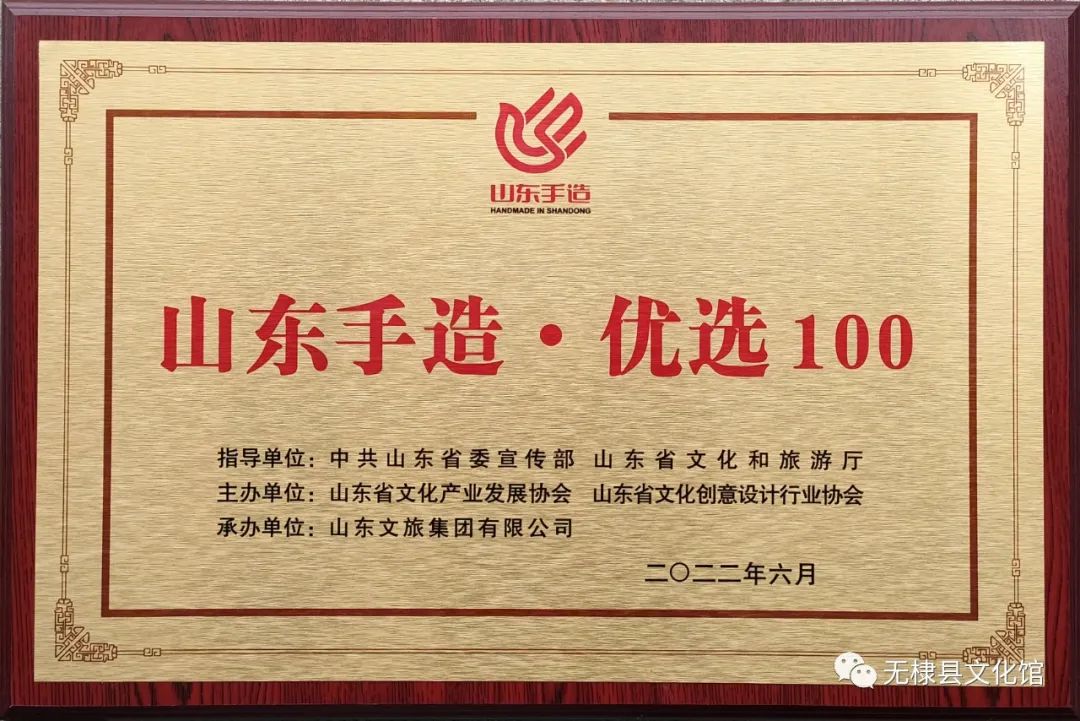 山东手造
HANDMADE IN SHANDONG
山东手造·优选100
指导单位：中共山东省委宣传部 山东省文化和旅游厅
主办单位：山东省文化产业发展协会 山东省文化创意设计行业协会
承办单位：山东文旅集团有限公司
二〇二二年六月
无棣县文化馆